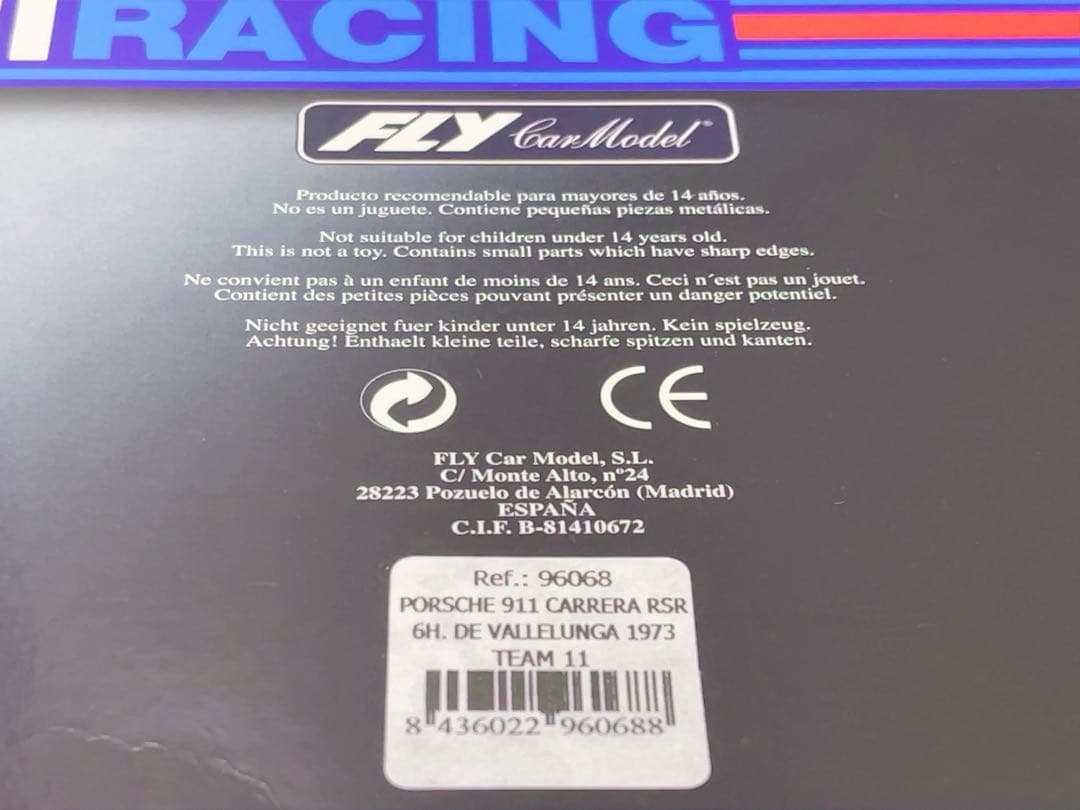 RACING
FLY Car Model®
Producto recomendable para mayores de 14 años.
No es un juguete. Contiene pequeñas piezas metálicas.
Not suitable for children under 14 years old.
This is not a toy. Contains small parts which have sharp edges.
Ne convient pas à un enfant de moins de 14 ans. Ceci n´est pas un jouet.
Contient des petites pièces pouvant présenter un danger potentiel.
Nicht geeignet fuer kinder unter 14 jahren. Kein spielzeug.
Achtung! Enthaelt kleine teile, scharfe spitzen und kanten.
CE
FLY Car Model, S.L.
C/ Monte Alto, nº24
28223 Pozuelo de Alarcón (Madrid)
ESPAÑA
C.I.F. B-81410672
Ref.: 96068
PORSCHE 911 CARRERA RSR
6H. DE VALLELUNGA 1973
TEAM 11
8 436022 960688